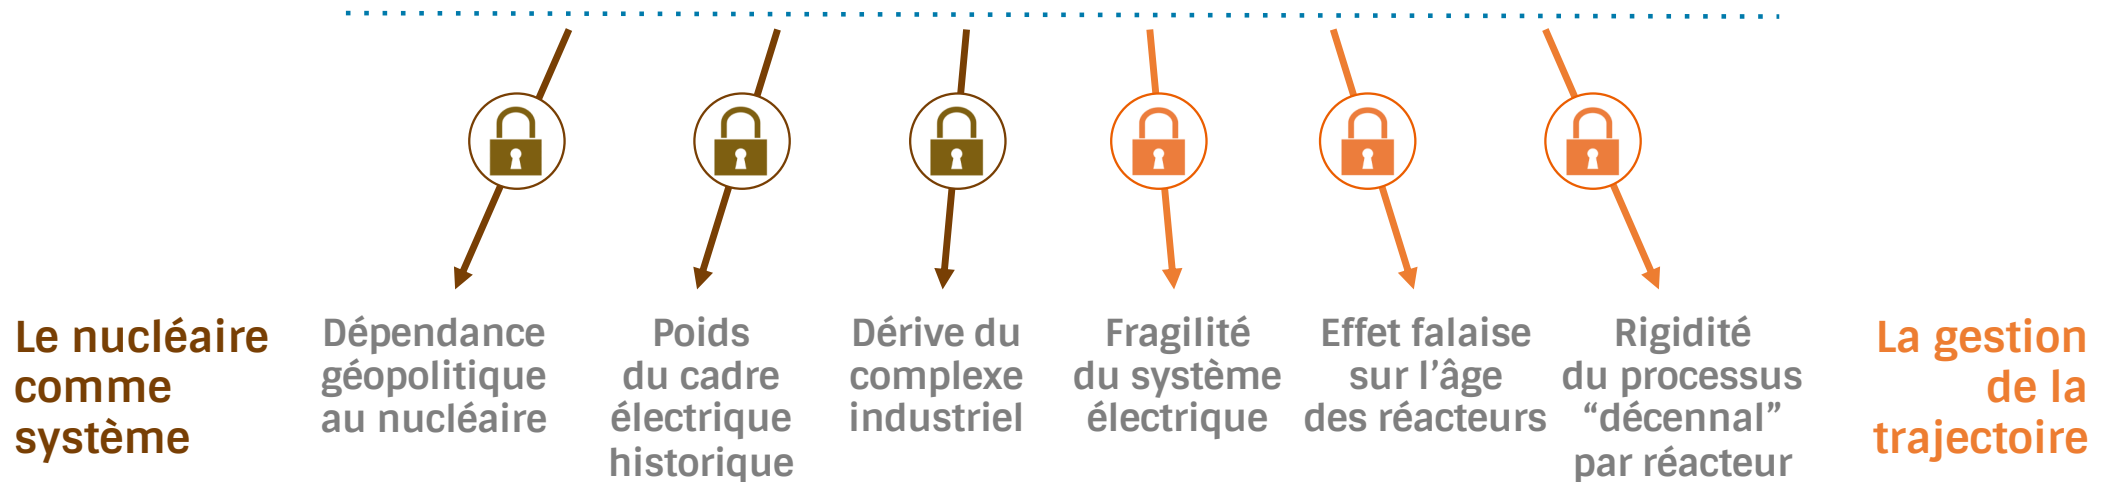 Le nucléaire
comme
système
Dépendance
géopolitique
au nucléaire
Poids
du cadre
électrique
historique
Dérive du
complexe
industriel
Fragilité
du système
électrique
Effet falaise
sur l’âge
des réacteurs
Rigidité
du processus
“décennal”
par réacteur
La gestion
de la
trajectoire